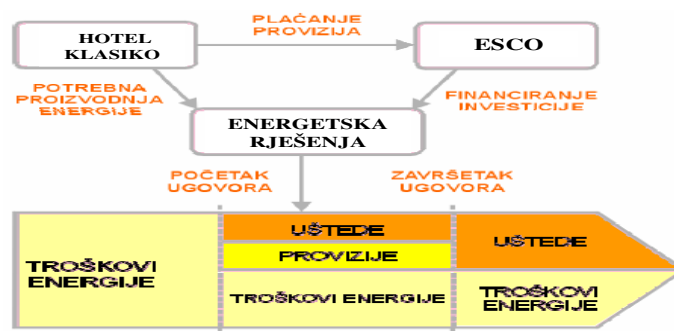 PLAĆANJE
PROVIZIJA
HOTEL
KLASIKO
ESCO
POTREBNA
PROIZVODNJA
ENERGIJE
FINANCIRANJE
INVESTICIJE
ENERGETSKA
RJEŠENJA
POČETAK
UGOVORA
ZAVRŠETAK
UGOVORA
TROŠKOVI
ENERGIJE
UŠTEDE
PROVIZIJE
TROŠKOVI ENERGIJE
UŠTEDE
TROŠKOVI
ENERGIJE